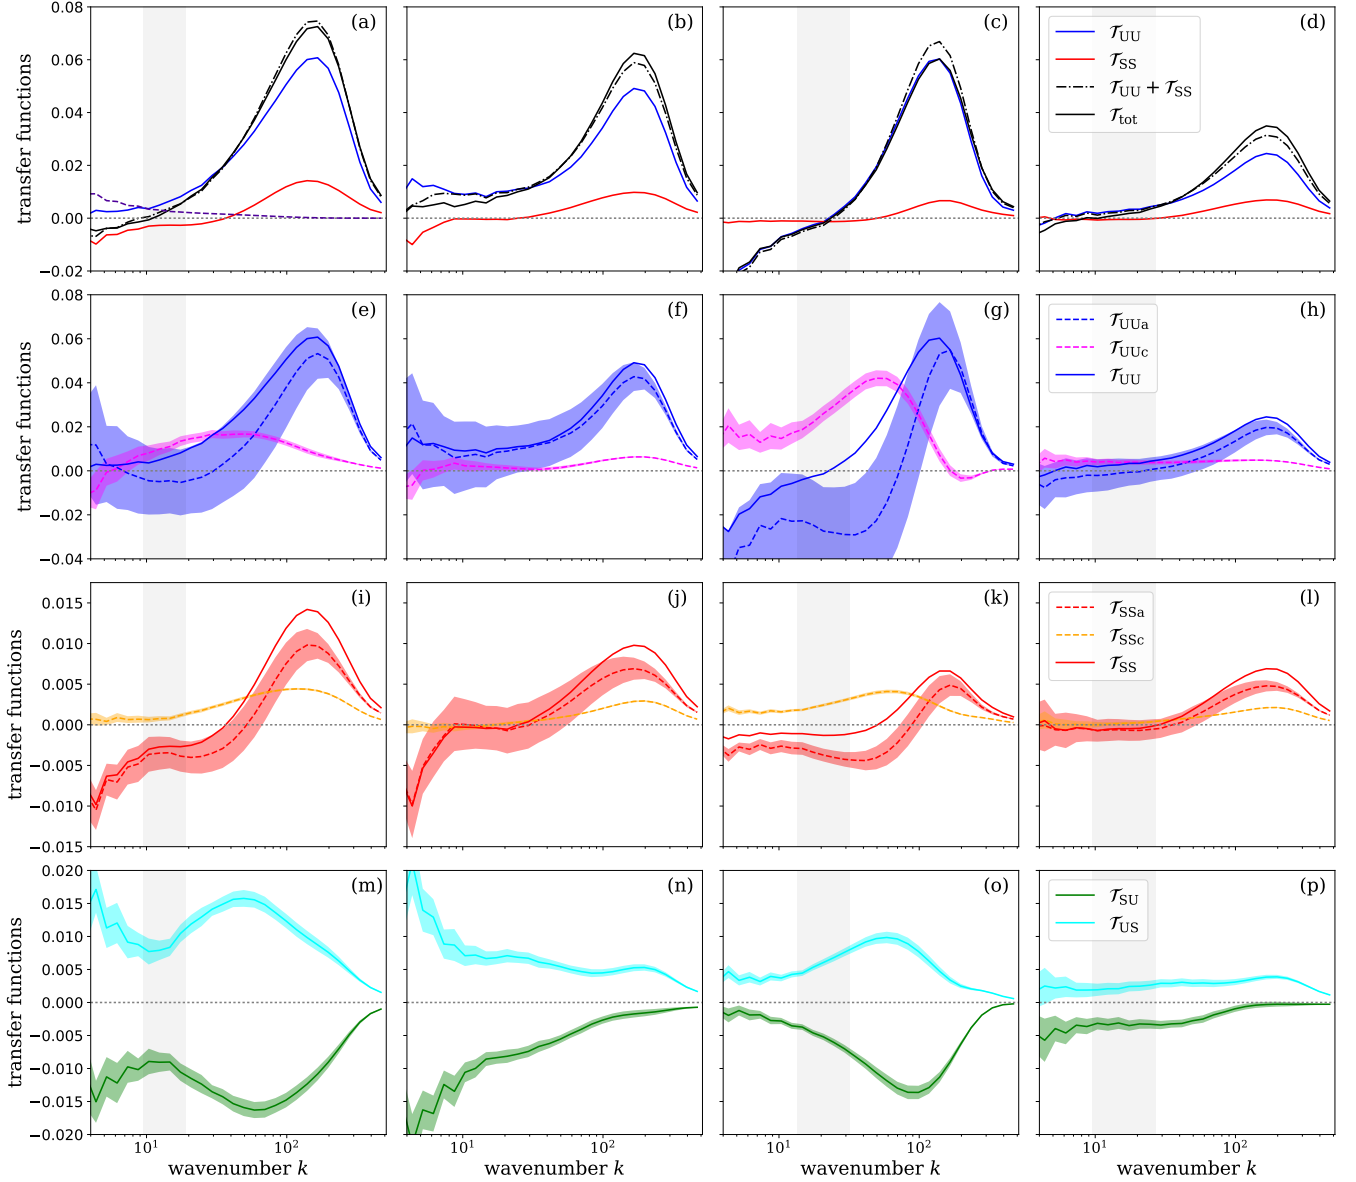 0.08
0.06
0.04
0.02
0.00
−0.02
transfer functions
(a)
(b)
(c)
(d)
𝒯UU
𝒯SS
𝒯UU + 𝒯SS
𝒯tot
0.08
0.06
0.04
0.02
0.00
−0.02
−0.04
transfer functions
(e)
(f)
(g)
(h)
𝒯UUa
𝒯UUc
𝒯UU
0.015
0.010
0.005
0.000
−0.005
−0.010
−0.015
transfer functions
(i)
(j)
(k)
(l)
𝒯SSa
𝒯SSc
𝒯SS
0.020
0.015
0.010
0.005
0.000
−0.005
−0.010
−0.015
−0.020
transfer functions
(m)
(n)
(o)
(p)
𝒯SU
𝒯US
10¹ 10² 10¹ 10² 10¹ 10² 10¹ 10²
wavenumber k wavenumber k wavenumber k wavenumber k